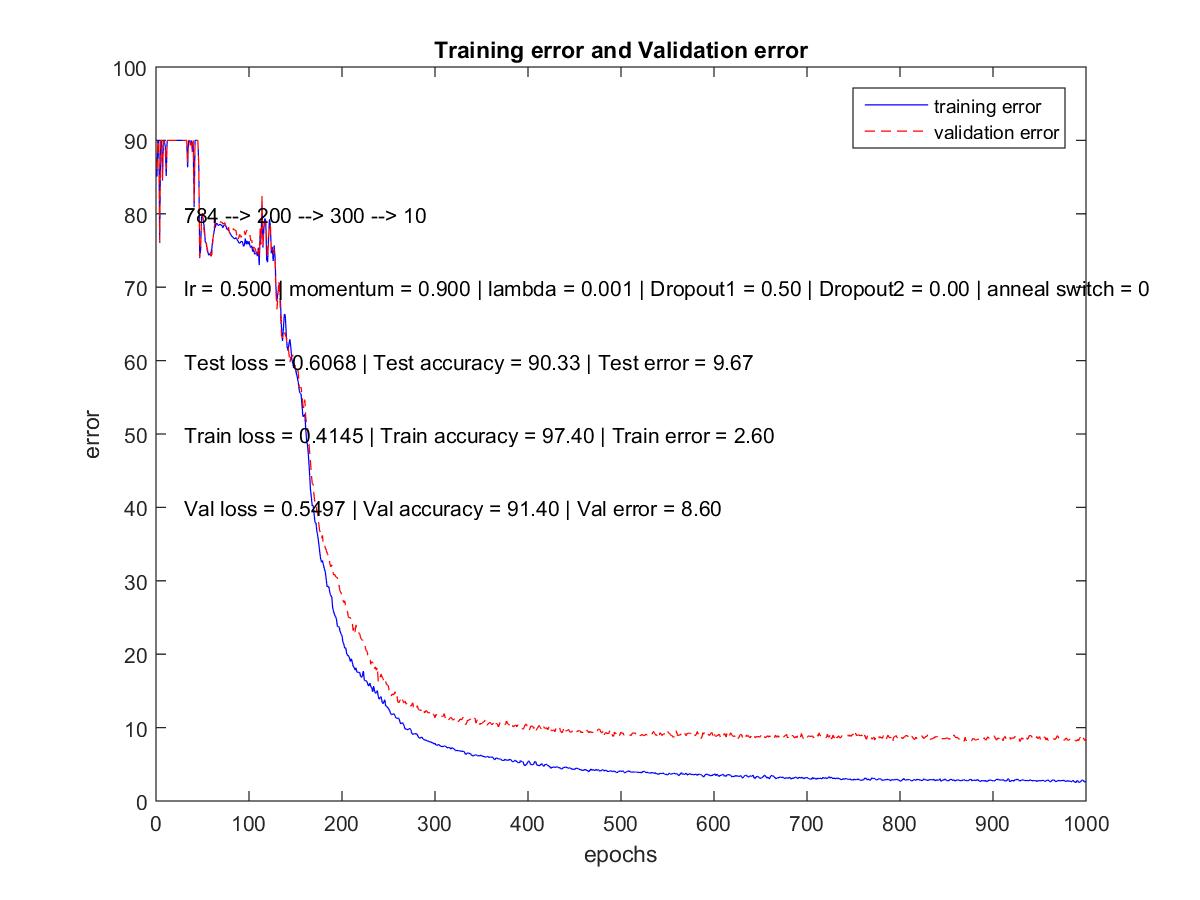 Training error and Validation error
100
90
80
70
60
50
40
30
20
10
0
error
training error
validation error
784 --> 200 --> 300 --> 10
lr = 0.500 | momentum = 0.900 | lambda = 0.001 | Dropout1 = 0.50 | Dropout2 = 0.00 | anneal switch = 0
Test loss = 0.6068 | Test accuracy = 90.33 | Test error = 9.67
Train loss = 0.4145 | Train accuracy = 97.40 | Train error = 2.60
Val loss = 0.5497 | Val accuracy = 91.40 | Val error = 8.60
0 100 200 300 400 500 600 700 800 900 1000
epochs